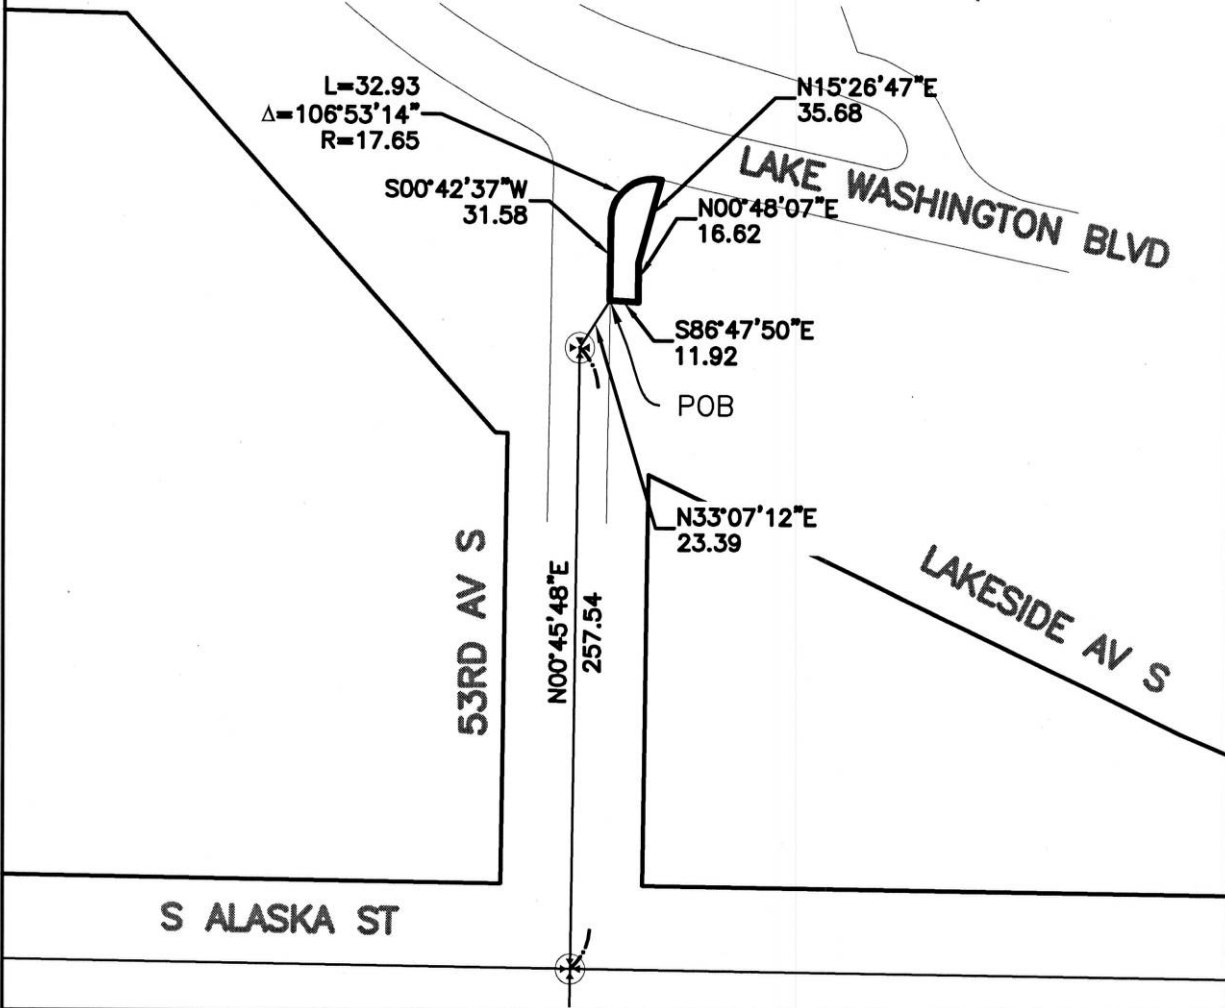 L=32.93
Δ=106°53'14"
R=17.65
N15°26'47"E
35.68
S00°42'37"W
31.58
LAKE WASHINGTON BLVD
N00°48'07"E
16.62
S86°47'50"E
11.92
POB
N33°07'12"E
23.39
53RD AV S
N00°45'48"E
257.54
LAKESIDE AV S
S ALASKA ST